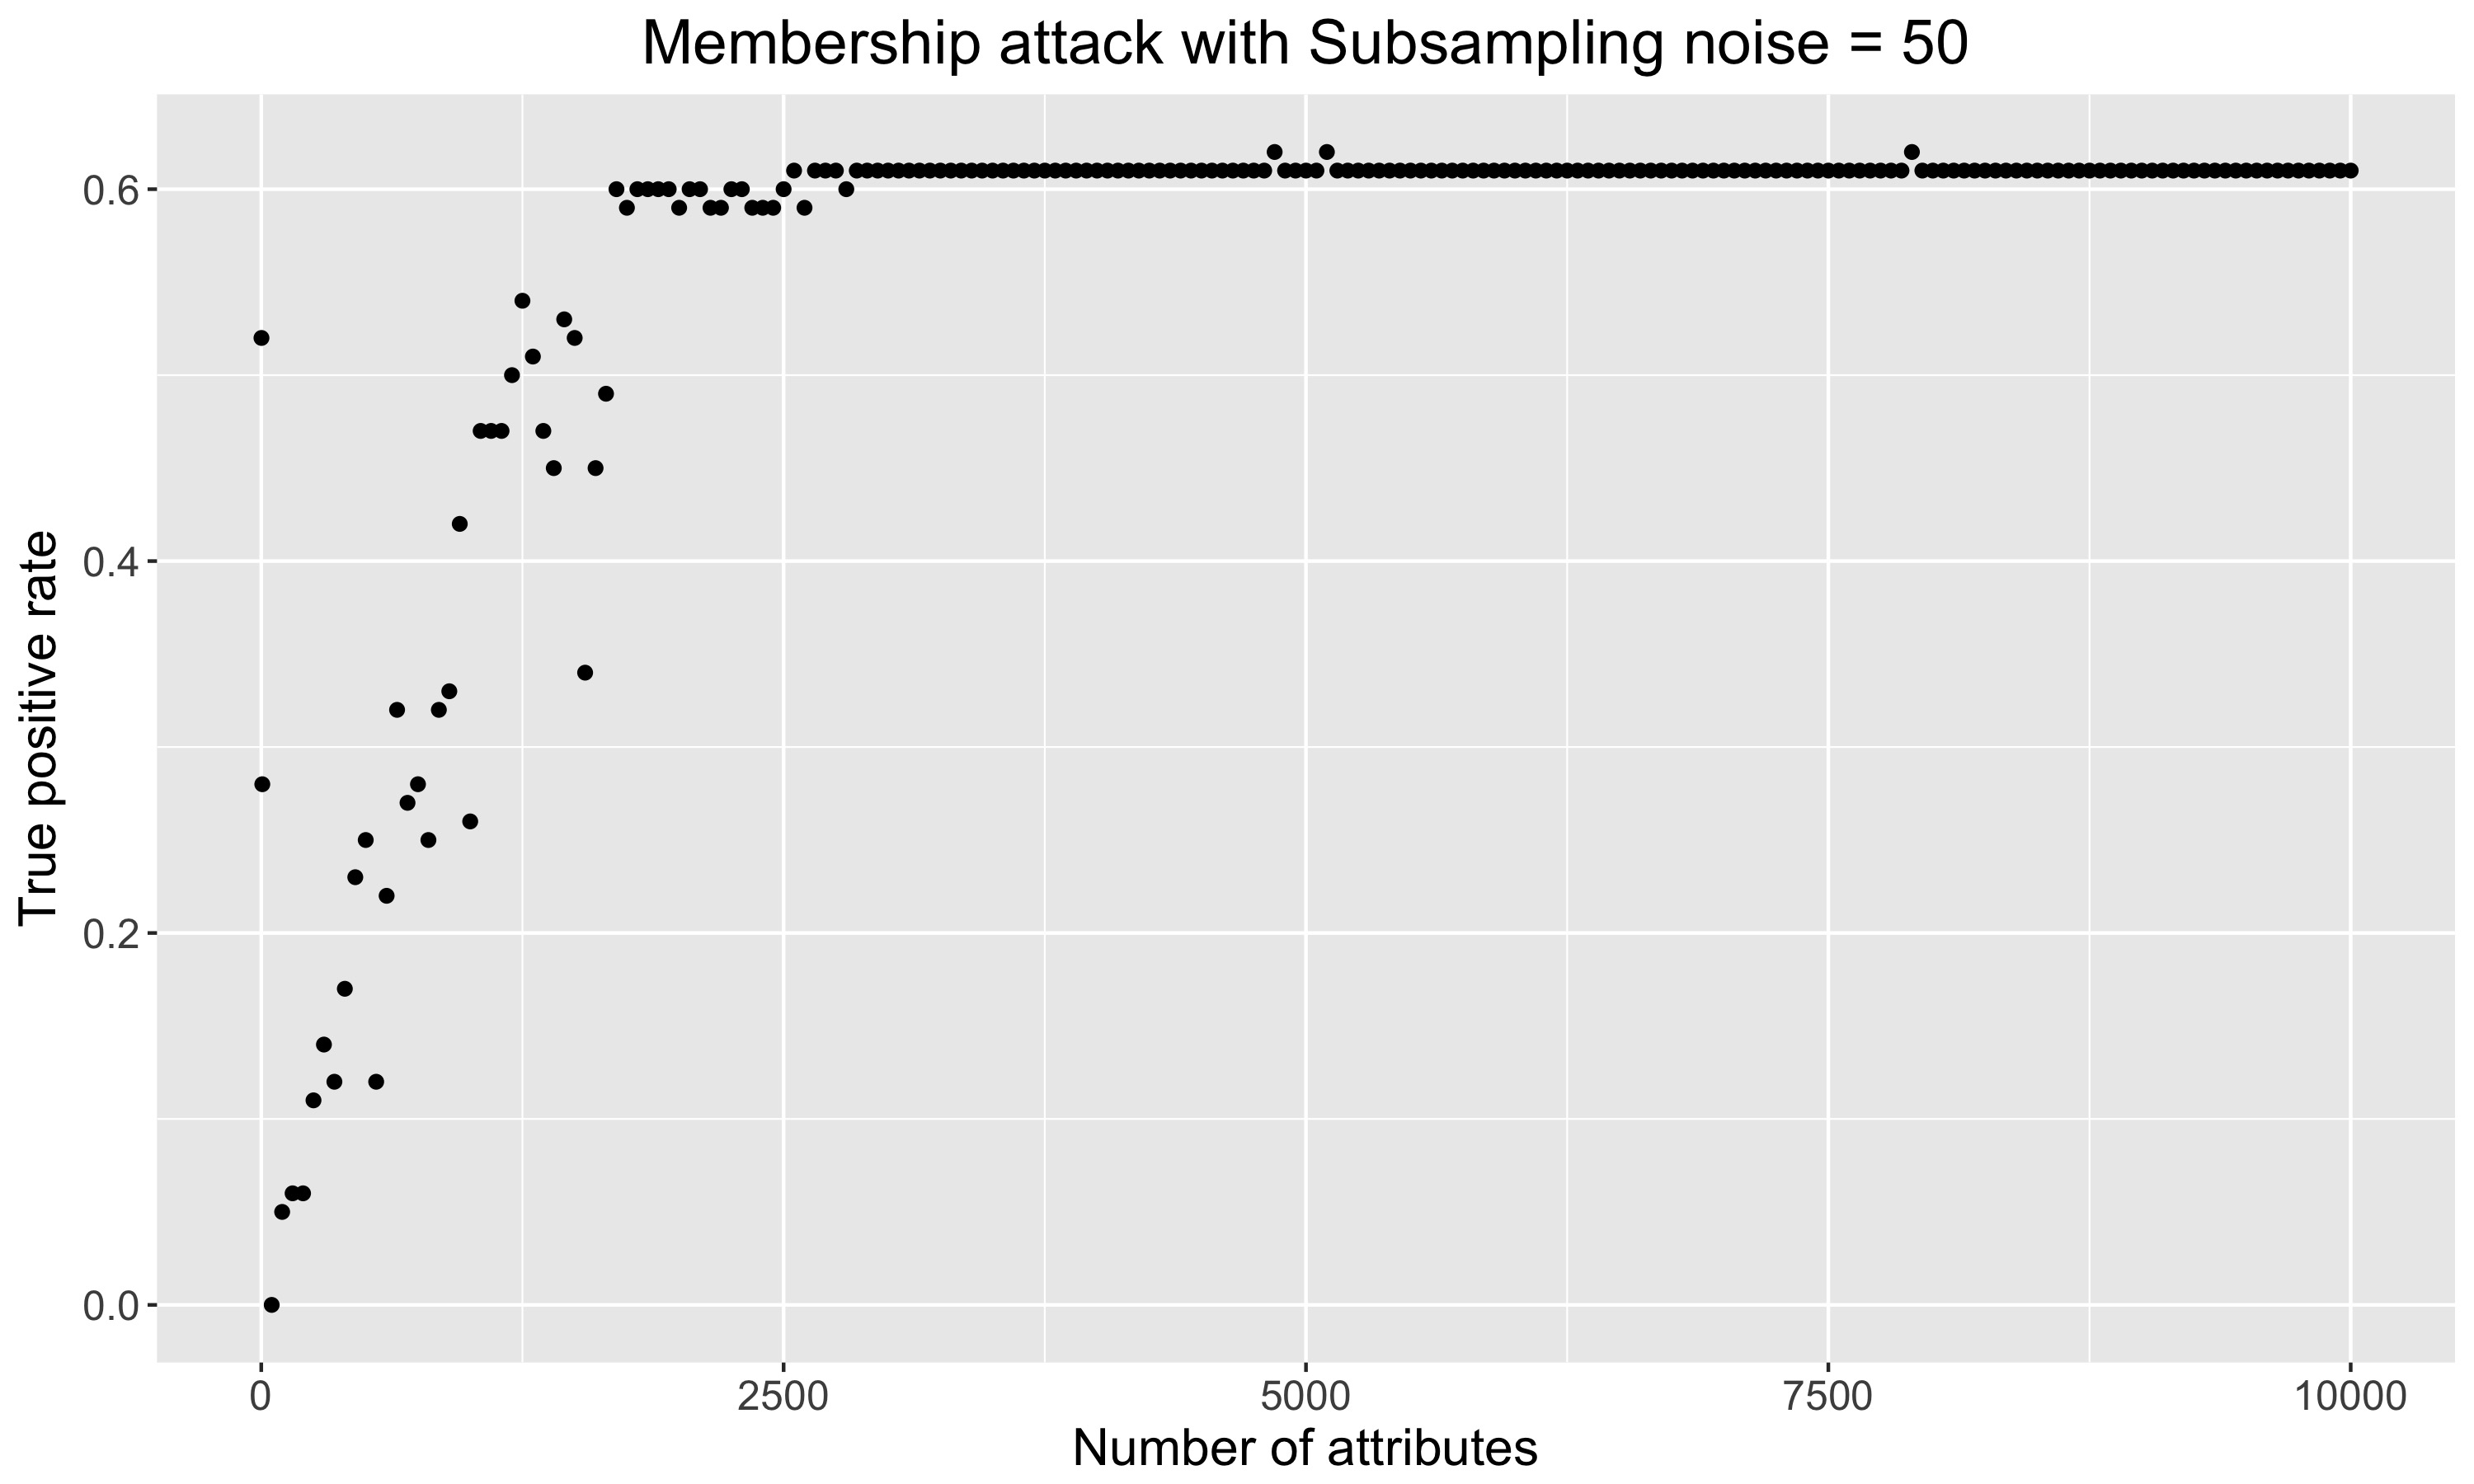 Membership attack with Subsampling noise = 50
True positive rate
0.6
0.4
0.2
0.0
0 2500 5000 7500 10000
Number of attributes